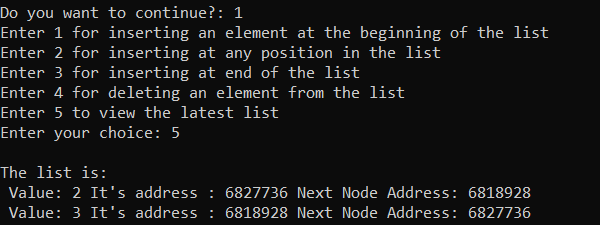 Do you want to continue?: 1
Enter 1 for inserting an element at the beginning of the list
Enter 2 for inserting at any position in the list
Enter 3 for inserting at end of the list
Enter 4 for deleting an element from the list
Enter 5 to view the latest list
Enter your choice: 5
The list is:
Value: 2 It's address : 6827736 Next Node Address: 6818928
Value: 3 It's address : 6818928 Next Node Address: 6827736